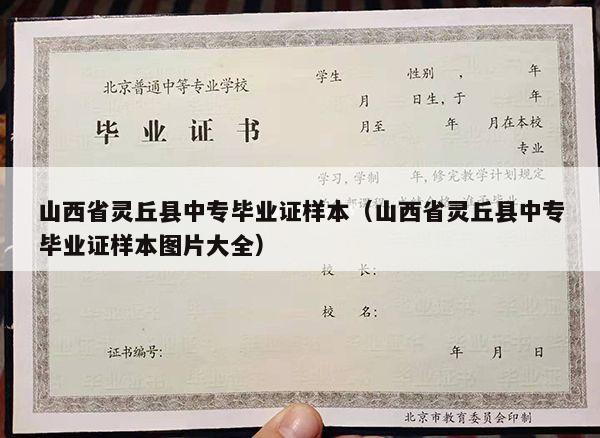 北京普通中等专业学校
毕业证书
学生 性别 , 年
月 日生,于 年
月至 年 月在本校
专业
学习,学制 年,修完教学计划规定
山西省灵丘县中专毕业证样本(山西省灵丘县中专
毕业证样本图片大全)
校 长:
校 名:
证书编号:
年 月 日
北京市教育委员会印制